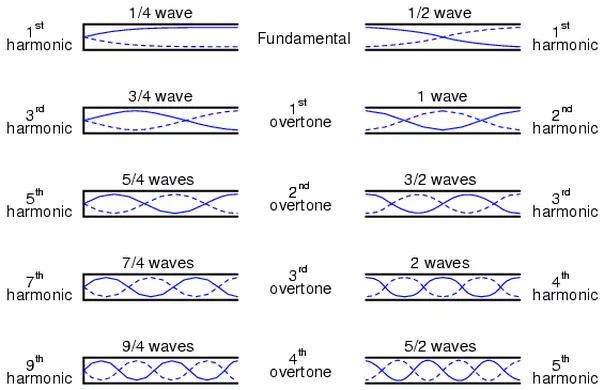 1/4 wave
1/2 wave
1st
harmonic
Fundamental
1st
harmonic
3/4 wave
1 wave
3rd
harmonic
1st
overtone
2nd
harmonic
5/4 waves
3/2 waves
5th
harmonic
2nd
overtone
3rd
harmonic
7/4 waves
2 waves
7th
harmonic
3rd
overtone
4th
harmonic
9/4 waves
5/2 waves
9th
harmonic
4th
overtone
5th
harmonic